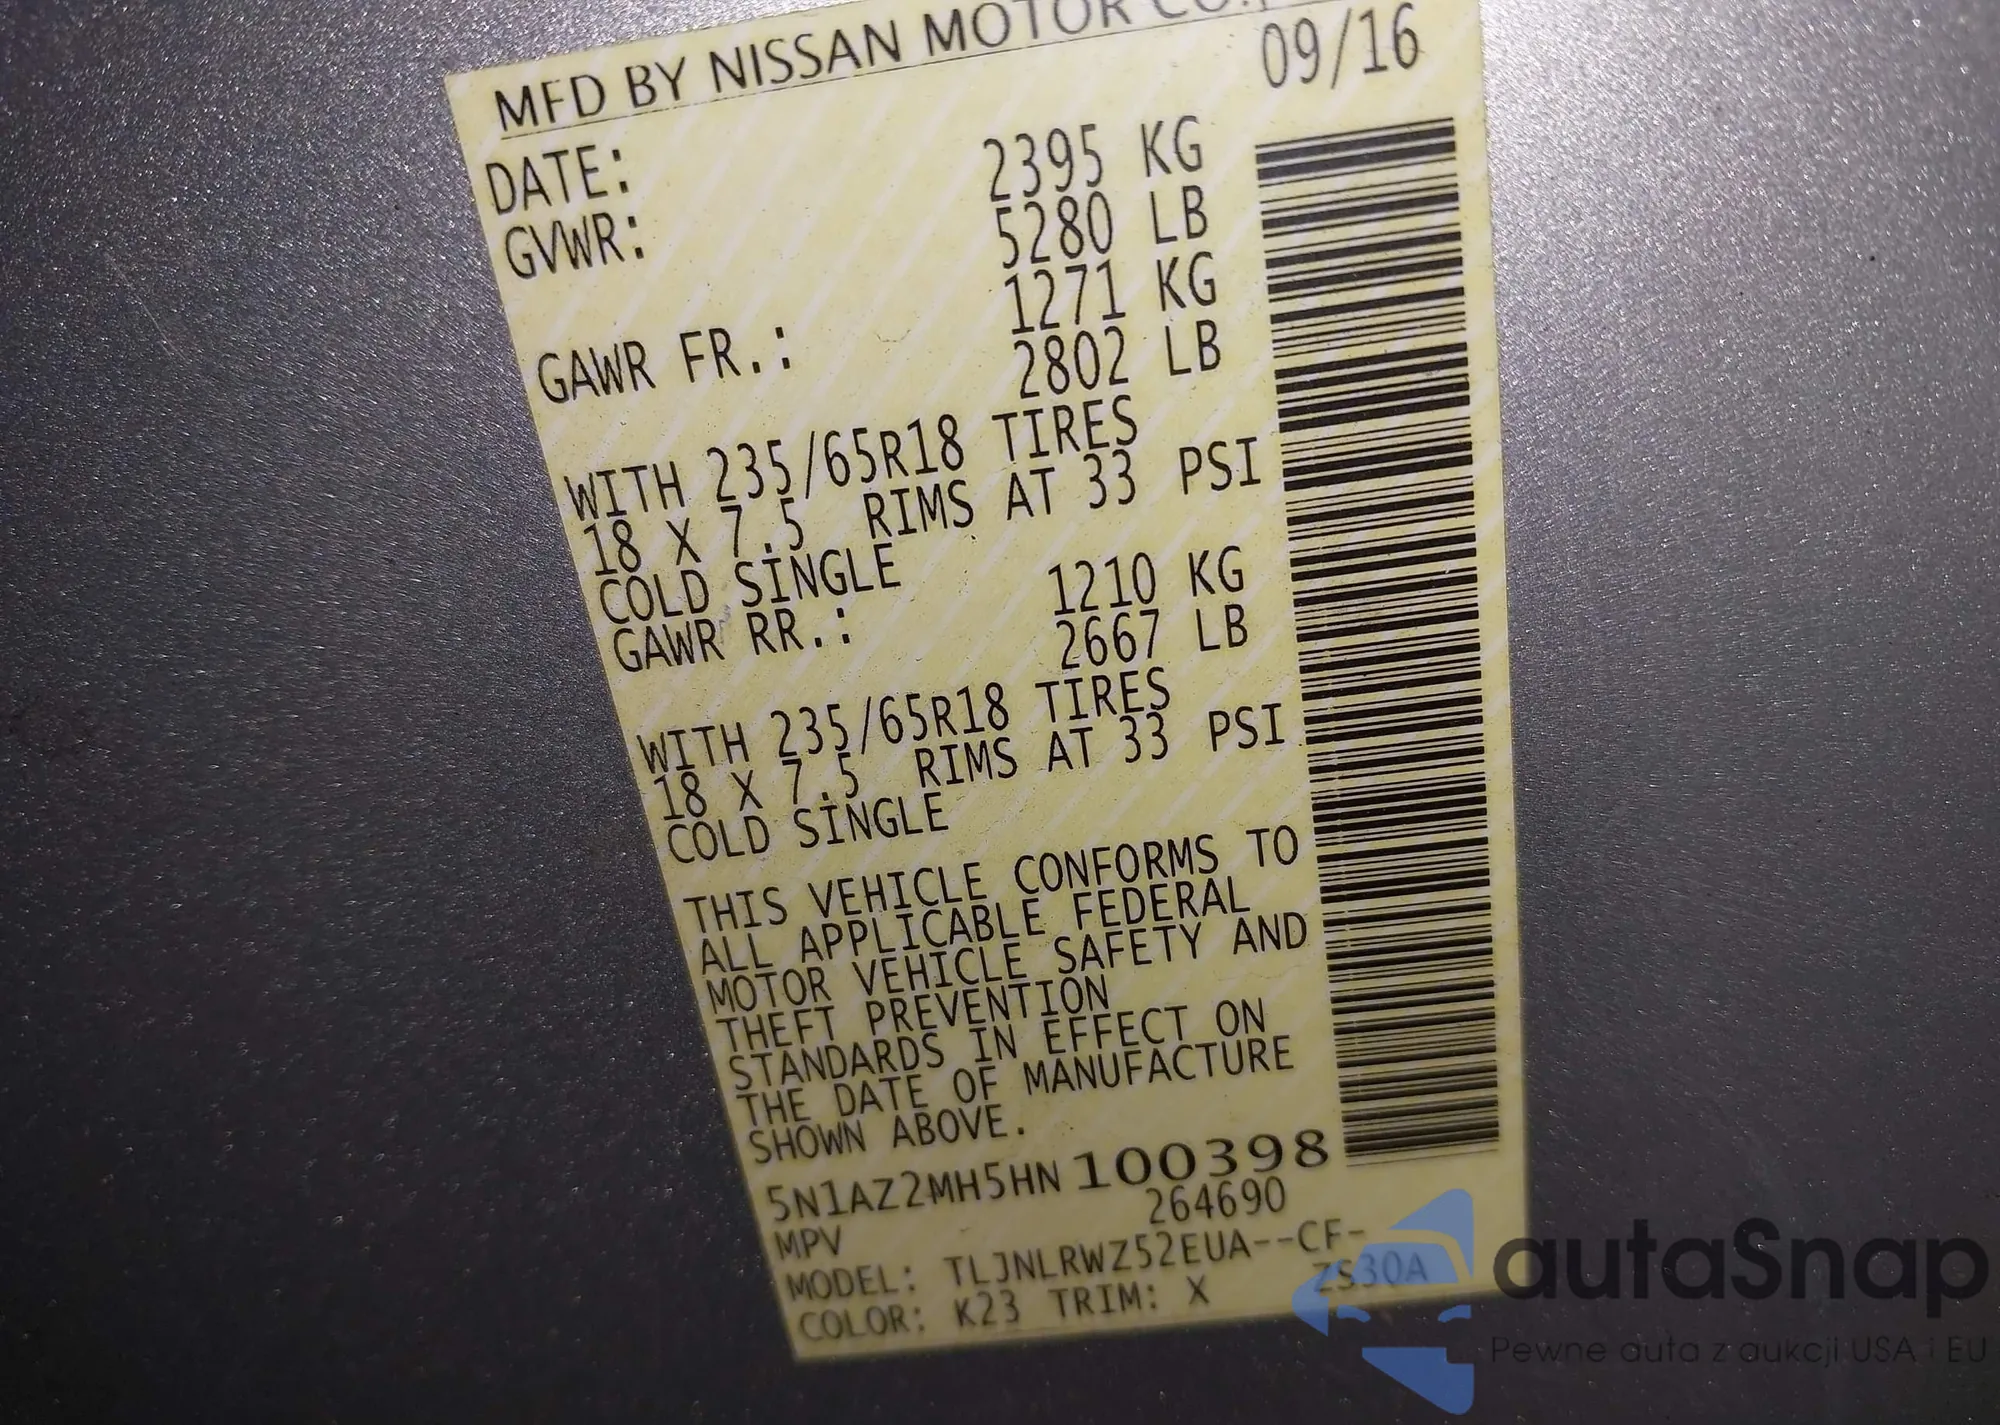 MFD BY NISSAN MOTOR CO.,
DATE: 09/16
GVWR: 2395 KG
5280 LB
GAWR FR.: 1271 KG
2802 LB
WITH 235/65R18 TIRES
18 X 7.5 RIMS AT 33 PSI
COLD SINGLE
GAWR RR.: 1210 KG
2667 LB
WITH 235/65R18 TIRES
18 X 7.5 RIMS AT 33 PSI
COLD SINGLE
THIS VEHICLE CONFORMS TO
ALL APPLICABLE FEDERAL
MOTOR VEHICLE SAFETY AND
THEFT PREVENTION
STANDARDS IN EFFECT ON
THE DATE OF MANUFACTURE
SHOWN ABOVE.
5N1AZ2MH5HN100398
MPV 264690
MODEL: TLJNLRWZ52EUA--CF-
COLOR: K23 TRIM: X ZS30A
autaSnap
Pewne auta z aukcji USA i EU